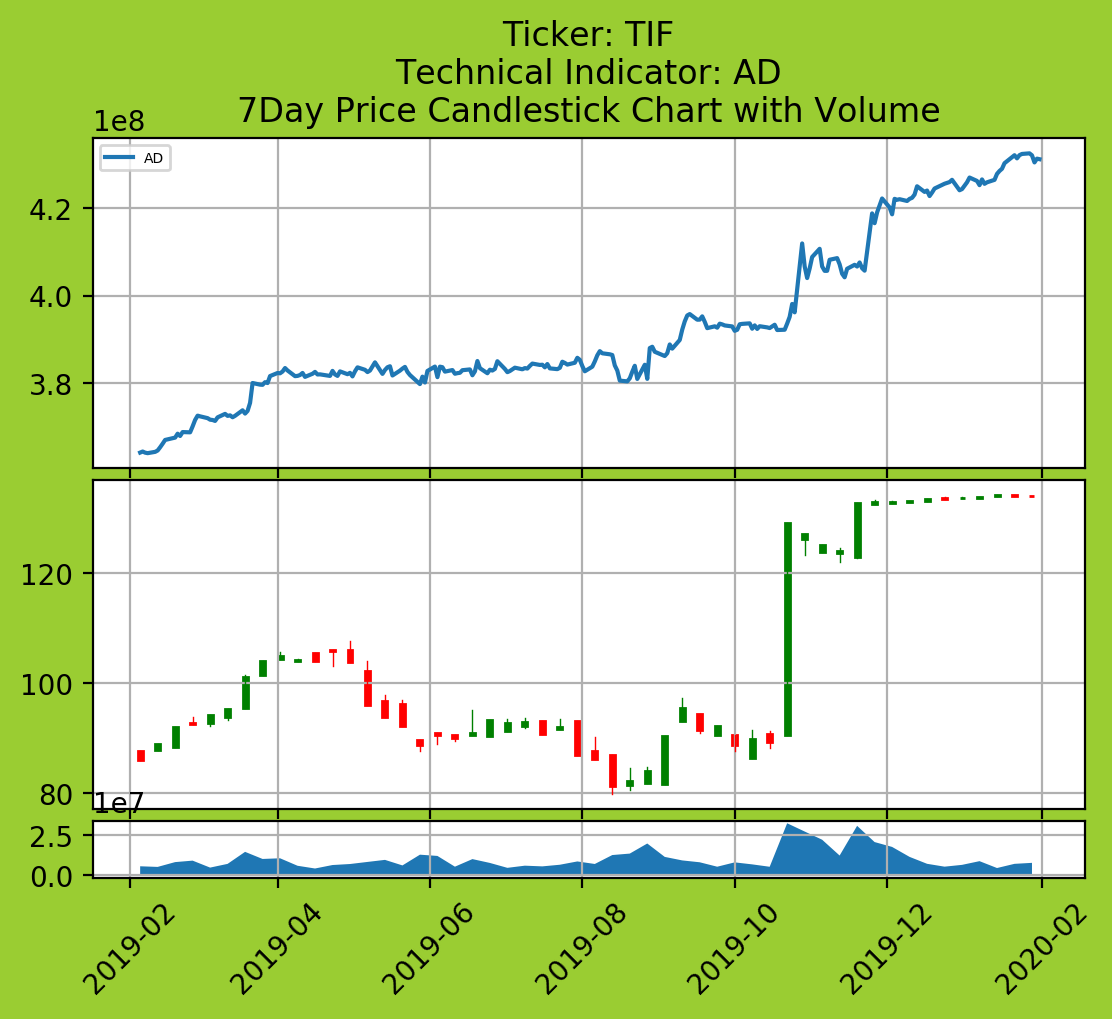 Ticker: TIF
Technical Indicator: AD
7Day Price Candlestick Chart with Volume
1e8
AD
4.2
4.0
3.8
120
100
80
1e7
2.5
0.0
2019-02
2019-04
2019-06
2019-08
2019-10
2019-12
2020-02